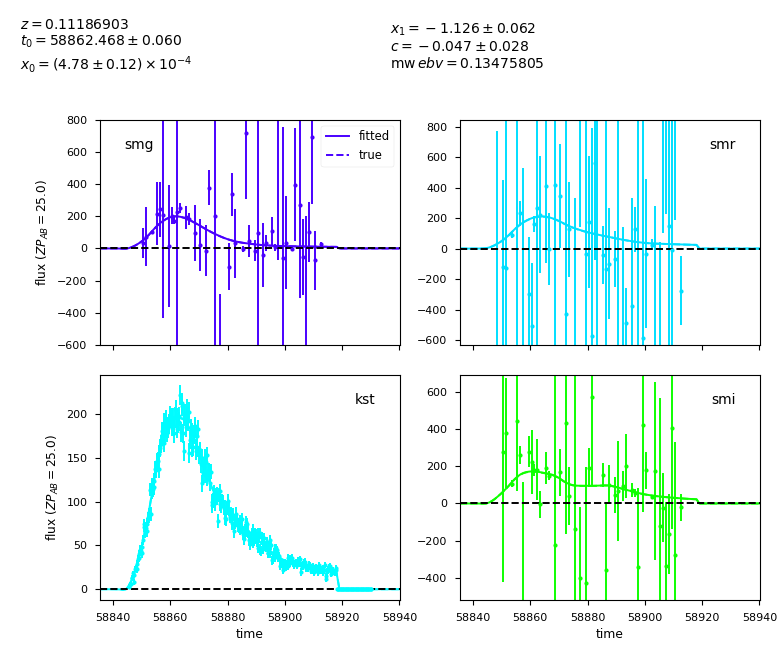 z = 0.11186903
t₀ = 58862.468 ± 0.060
x₀ = (4.78 ± 0.12) × 10⁻⁴
x₁ = −1.126 ± 0.062
c = −0.047 ± 0.028
mwebv = 0.13475805
800
600
400
200
0
−200
−400
−600
flux (ZP_AB = 25.0)
smg
fitted
true
800
600
400
200
0
−200
−400
−600
smr
200
150
100
50
0
flux (ZP_AB = 25.0)
kst
58840 58860 58880 58900 58920 58940
time
600
400
200
0
−200
−400
smi
58840 58860 58880 58900 58920 58940
time